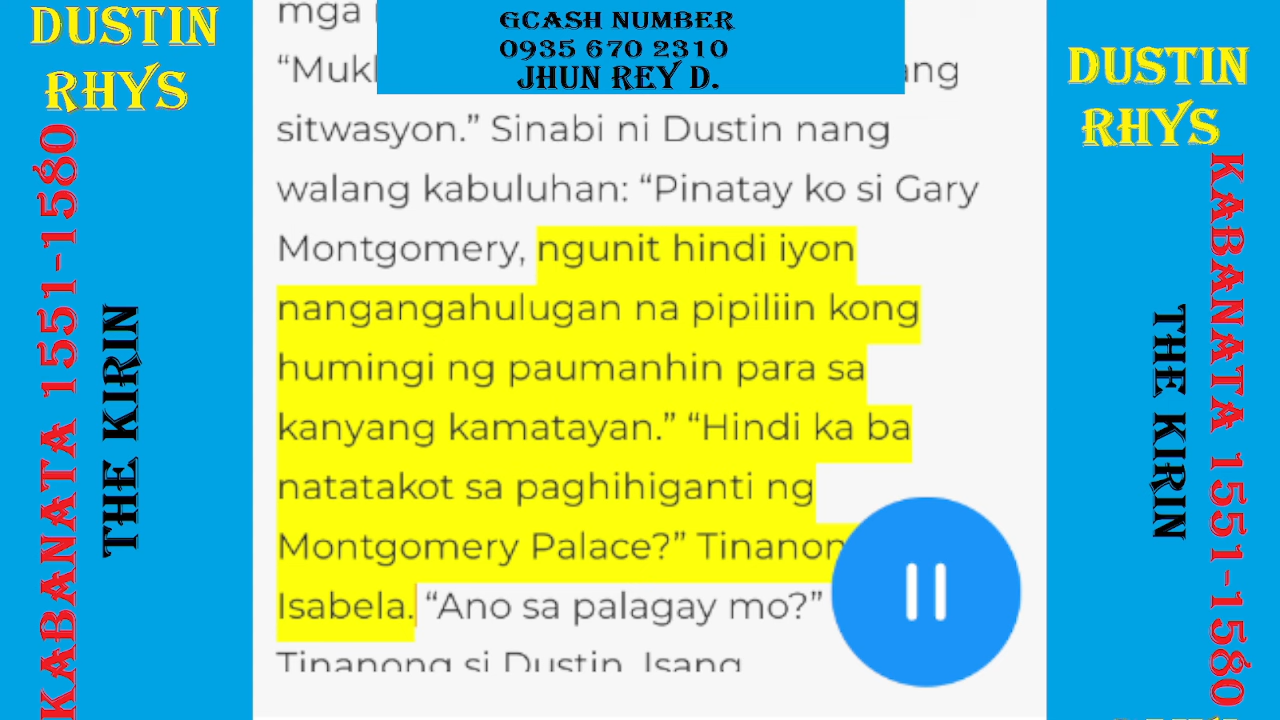 DUSTIN
RHYS
KABANATA 1551-1580
THE KIRIN
GCASH NUMBER
0935 670 2310
JHUN REY D.
mga
sitwasyon.” Sinabi ni Dustin nang
walang kabuluhan: “Pinatay ko si Gary
Montgomery, ngunit hindi iyon
nangangahulugan na pipiliin kong
humingi ng paumanhin para sa
kanyang kamatayan.” “Hindi ka ba
natatakot sa paghihiganti ng
Montgomery Palace?” Tinanon
Isabela. “Ano sa palagay mo?”
Tinanong si Dustin. Isang
DUSTIN
RHYS
KABANATA 1551-1580
THE KIRIN